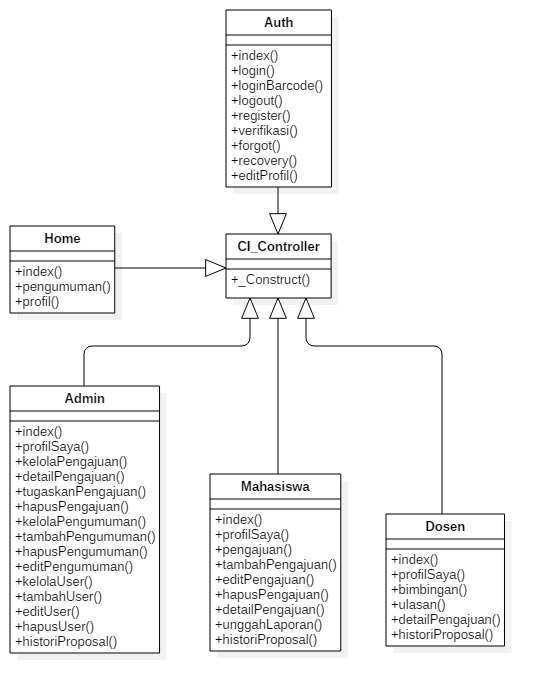 Auth
+index()
+login()
+loginBarcode()
+logout()
+register()
+verifikasi()
+forgot()
+recovery()
+editProfil()
Home
+index()
+pengumuman()
+profil()
CI_Controller
+_Construct()
Admin
+index()
+profilSaya()
+kelolaPengajuan()
+detailPengajuan()
+tugaskanPengajuan()
+hapusPengajuan()
+kelolaPengumuman()
+tambahPengumuman()
+hapusPengumuman()
+editPengumuman()
+kelolaUser()
+tambahUser()
+editUser()
+hapusUser()
+historiProposal()
Mahasiswa
+index()
+profilSaya()
+pengajuan()
+tambahPengajuan()
+editPengajuan()
+hapusPengajuan()
+detailPengajuan()
+unggahLaporan()
+historiProposal()
Dosen
+index()
+profilSaya()
+bimbingan()
+ulasan()
+detailPengajuan()
+historiProposal()